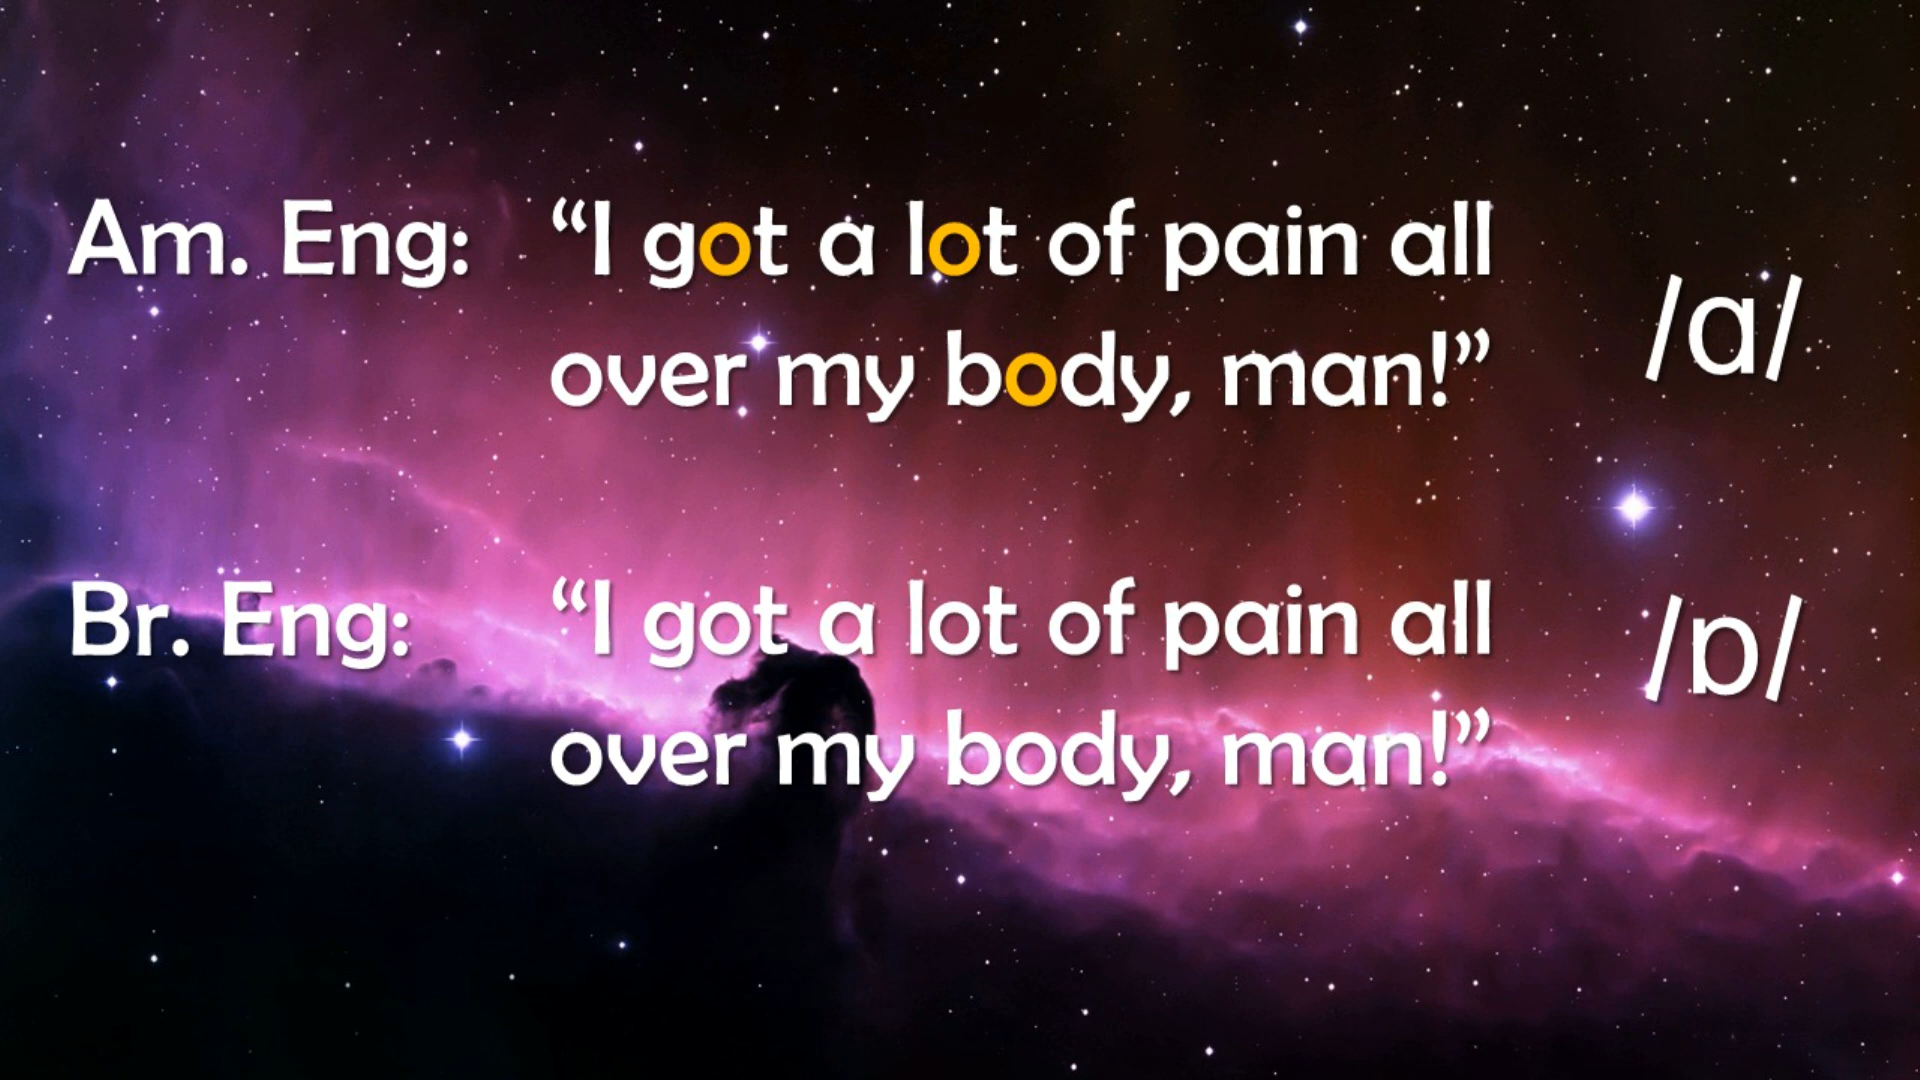 Am. Eng: “I got a lot of pain all
over my body, man!”
/ɑ/
Br. Eng: “I got a lot of pain all
over my body, man!”
/ɒ/